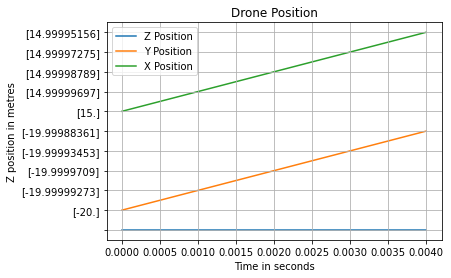 Drone Position
Z Position
Y Position
X Position
Z position in metres
[14.99995156]
[14.99997275]
[14.99998789]
[14.99999697]
[15.]
[-19.99988361]
[-19.99993453]
[-19.9999709]
[-19.99999273]
[-20.]
0.0000 0.0005 0.0010 0.0015 0.0020 0.0025 0.0030 0.0035 0.0040
Time in seconds